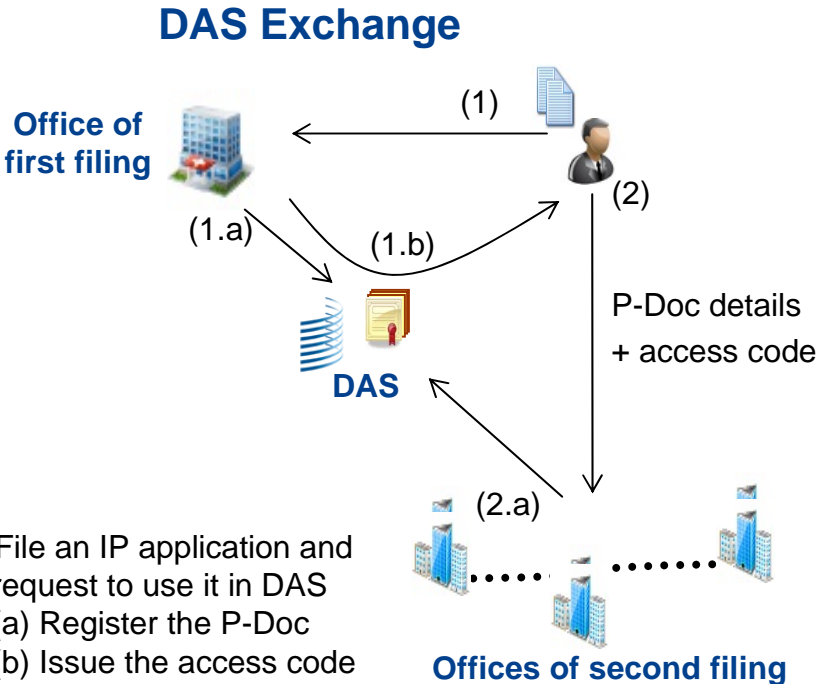 DAS Exchange
Office of
first filing
(1)
(2)
(1.a)
(1.b)
P-Doc details
+ access code
DAS
(2.a)
File an IP application and
request to use it in DAS
(a) Register the P-Doc
(b) Issue the access code
Offices of second filing